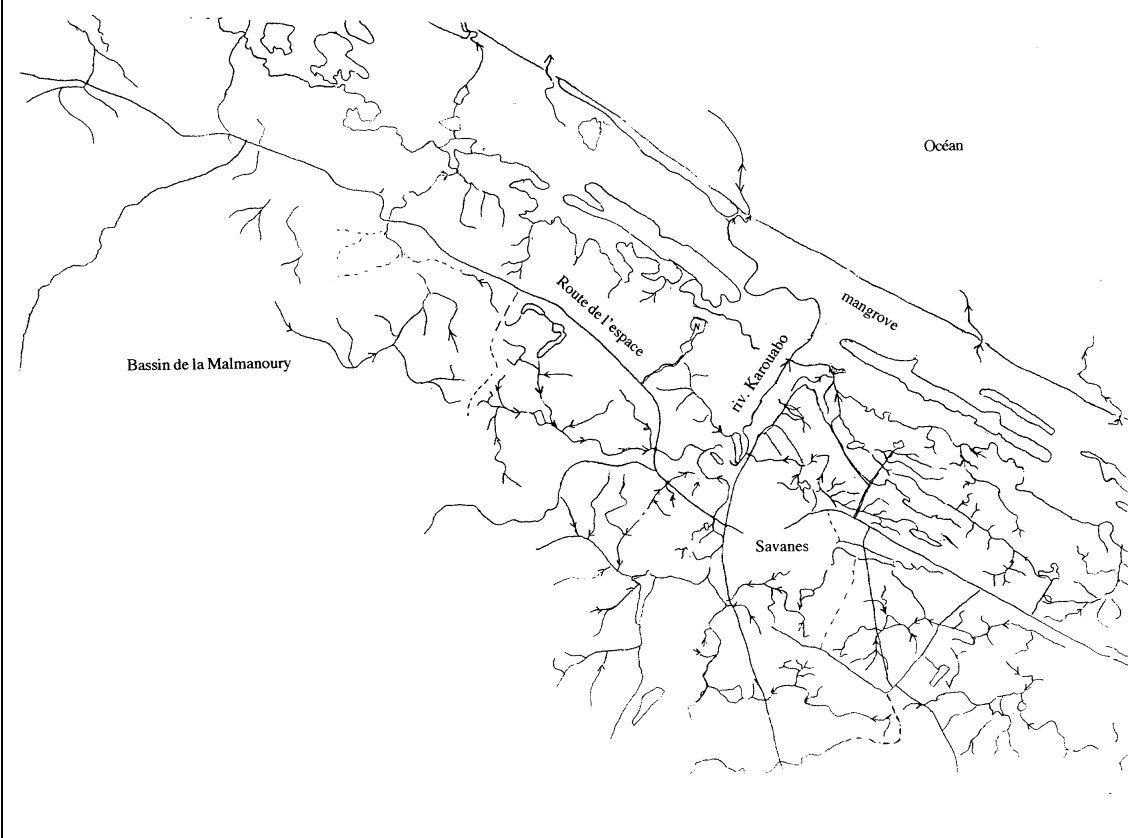 Océan
mangrove
Route de l'espace
riv. Karouabo
Bassin de la Malmanoury
Savanes